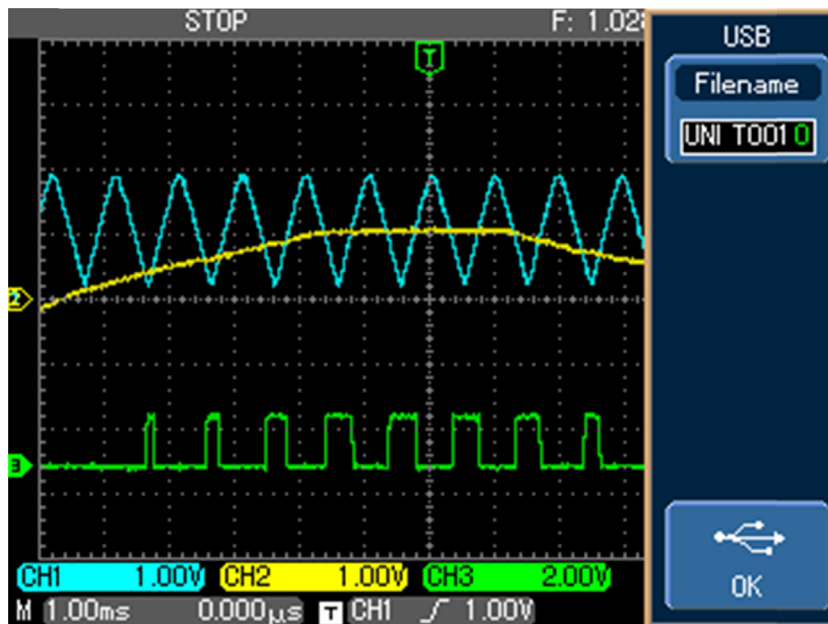 STOP F: 1.028
USB
Filename
UNI T001 0
T
2
3
CH1 1.00V CH2 1.00V CH3 2.00V
M 1.00ms 0.000µs T CH1 1.00V
OK